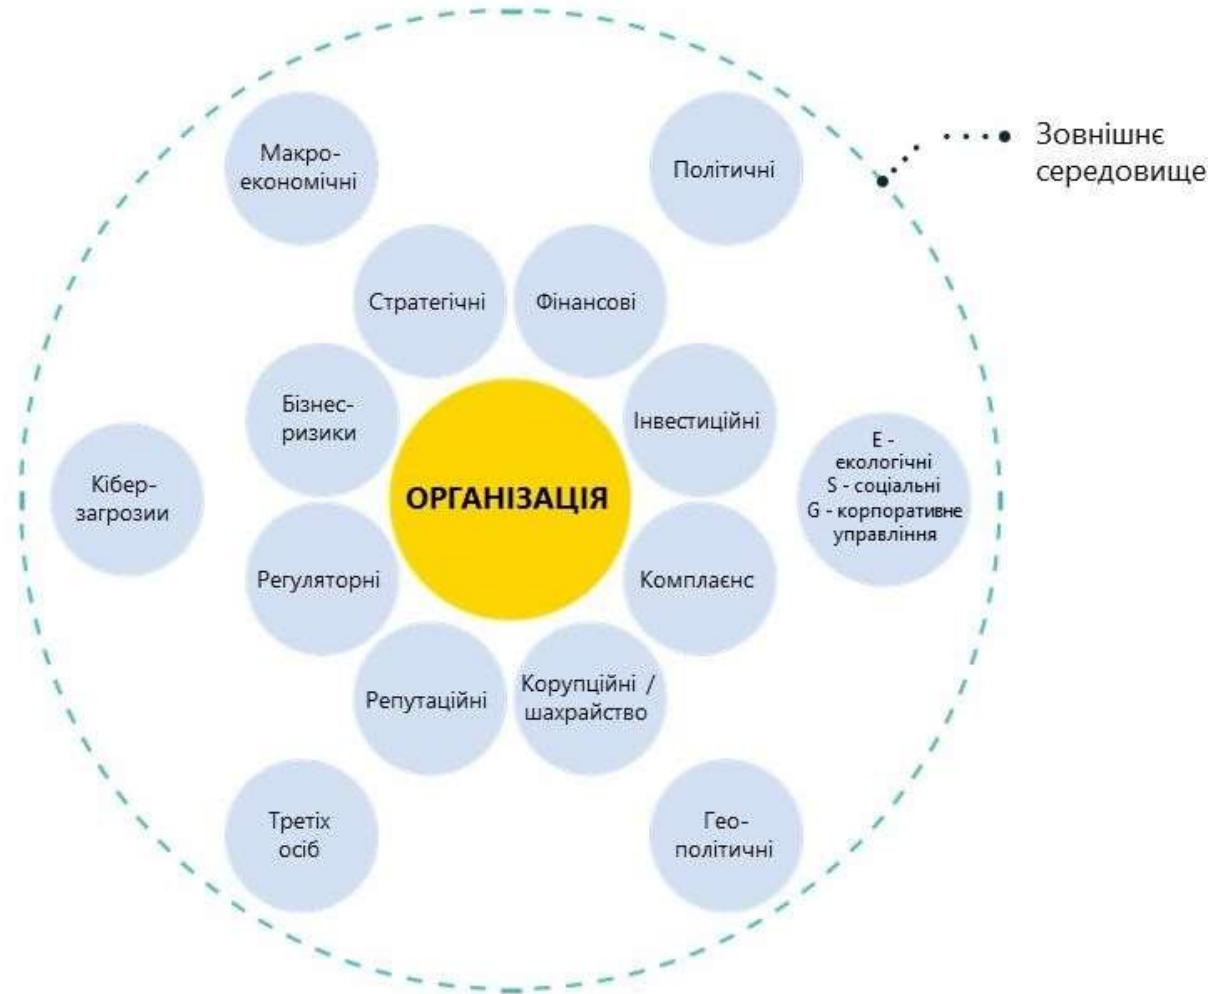 Макро-
економічні
Політичні
Зовнішнє
середовище
Стратегічні
Фінансові
Бізнес-
ризики
Інвестиційні
Кібер-
загрозии
ОРГАНІЗАЦІЯ
E -
екологічні
S - соціальні
G - корпоративне
управління
Регуляторні
Комплаєнс
Репутаційні
Корупційні /
шахрайство
Третіх
осіб
Гео-
політичні